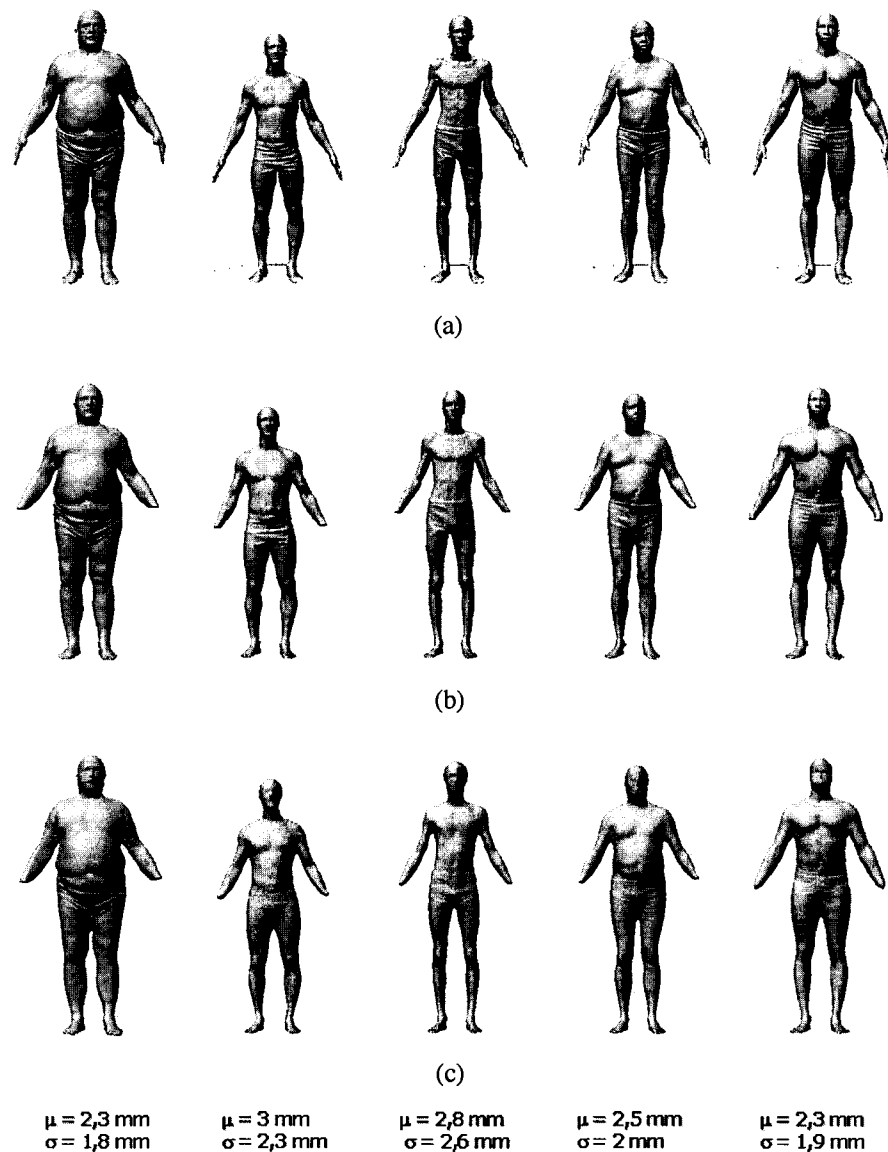 (a)
(b)
(c)
μ = 2,3 mm μ = 3 mm μ = 2,8 mm μ = 2,5 mm μ = 2,3 mm
σ = 1,8 mm σ = 2,3 mm σ = 2,6 mm σ = 2 mm σ = 1,9 mm